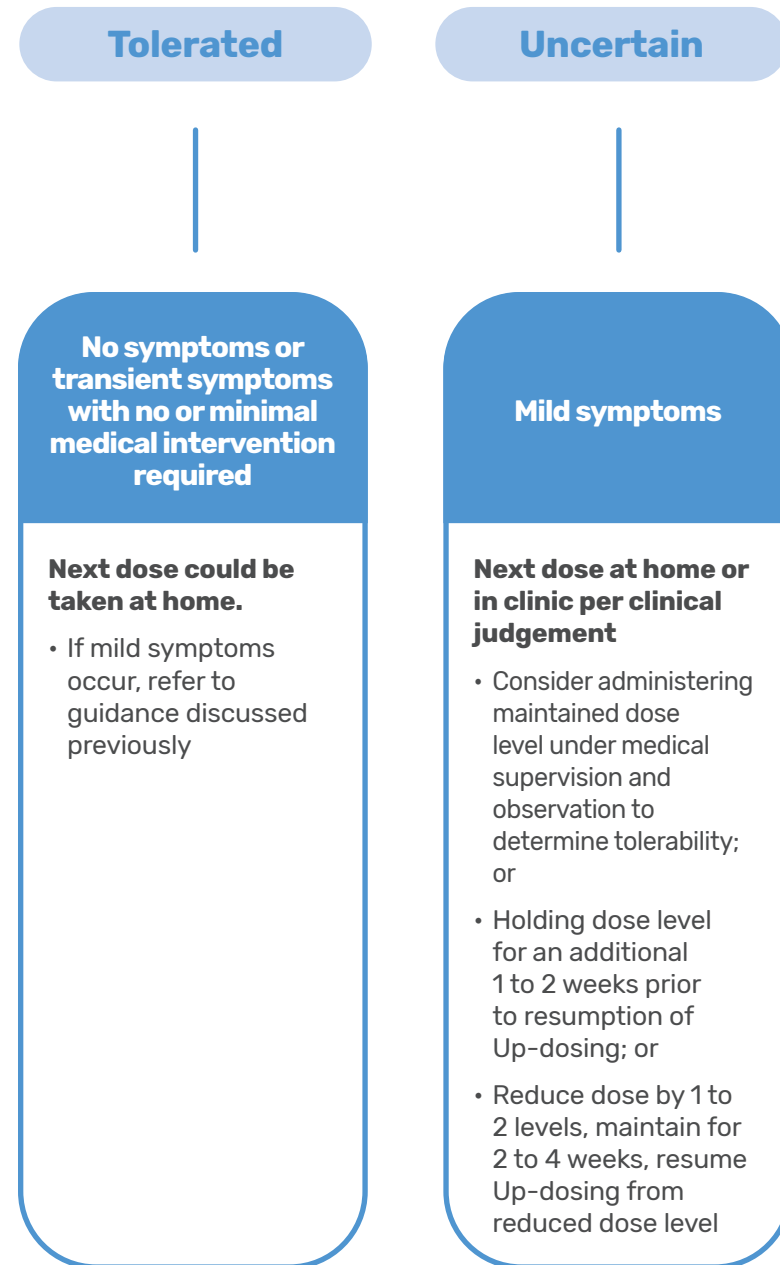 Tolerated
No symptoms or
transient symptoms
with no or minimal
medical intervention
required
Next dose could be
taken at home.
• If mild symptoms
occur, refer to
guidance discussed
previously
Uncertain
Mild symptoms
Next dose at home or
in clinic per clinical
judgement
• Consider administering
maintained dose
level under medical
supervision and
observation to
determine tolerability;
or
• Holding dose level
for an additional
1 to 2 weeks prior
to resumption of
Up-dosing; or
• Reduce dose by 1 to
2 levels, maintain for
2 to 4 weeks, resume
Up-dosing from
reduced dose level